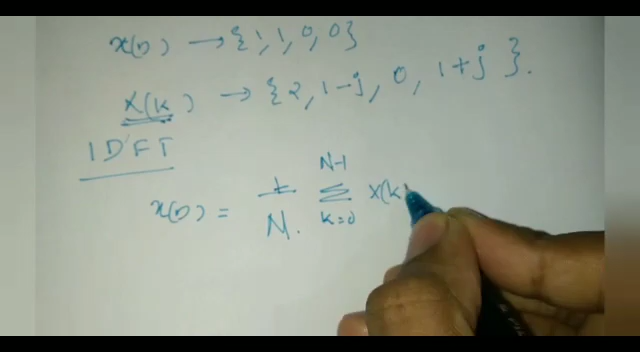 x(n) → {1, 1, 0, 0}
X(k) → {2, 1-j, 0, 1+j}.
IDFT
x(n) = 1/N. N-1 Σ k=0 X(k)